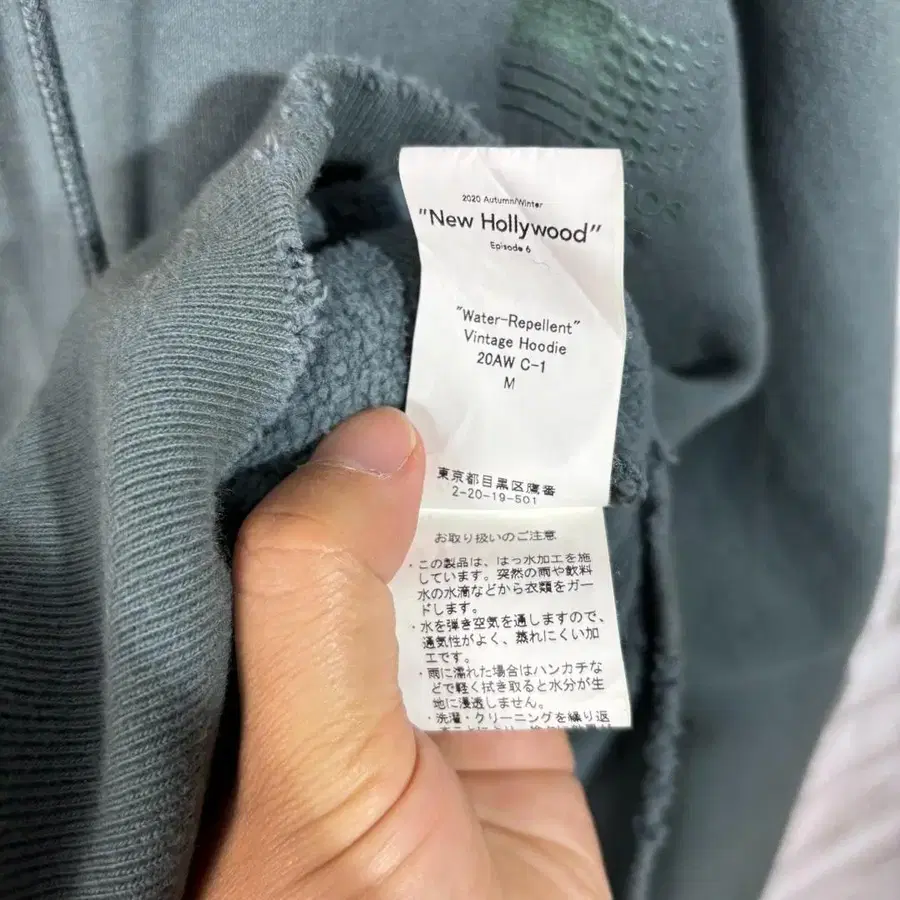 2020 Autumn/Winter
"New Hollywood"
Episode 6
"Water-Repellent"
Vintage Hoodie
20AW C-1
M
東京都目黒区鷹番
2-20-19-501
お取り扱いのご注意
・この製品は、はっ水加工を施
しています。突然の雨や飲料
水の水滴などから衣類をガー
ドします。
・水を弾き空気を通しますので、
通気性がよく、蒸れにくい加
工です。
・雨に濡れた場合はハンカチな
どで軽く拭き取ると水分が生
地に浸透しません。
・洗濯・クリーニングを繰り返